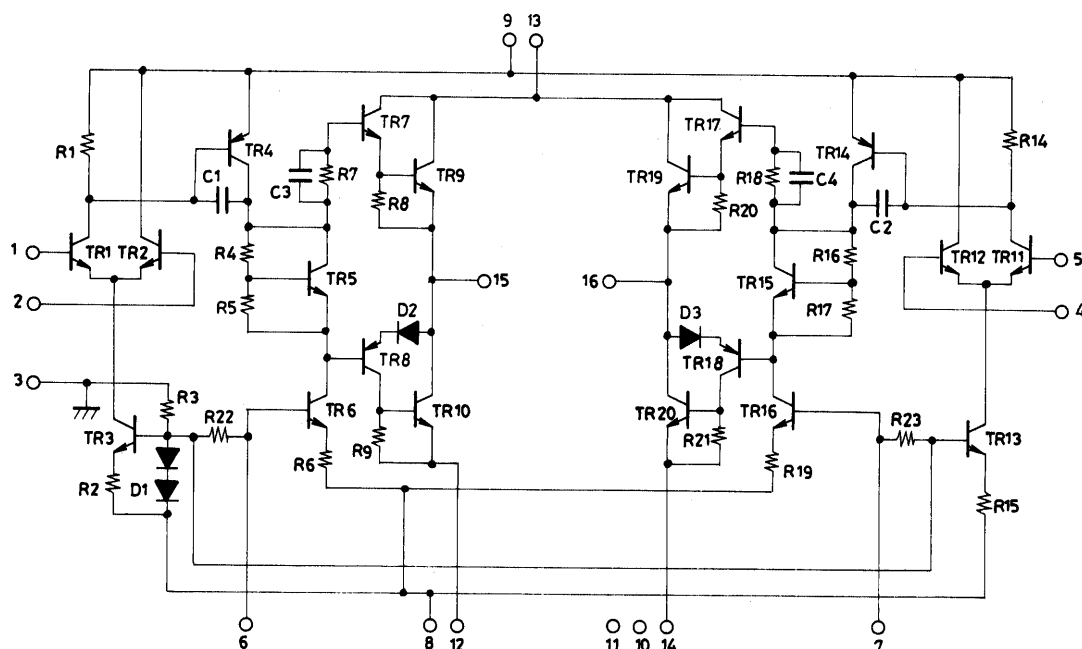 9 13
R1
TR4
C1
TR7
C3
R7
R8
TR9
TR17
TR19
R18
C4
R20
TR14
R14
C2
1
TR1 TR2
2
R4
R5
TR5
D2
TR8
15
16
D3
TR18
TR15
R16
R17
TR12 TR11
5
4
3
R3
R22
TR3
R2
D1
TR6
R6
R9
TR10
TR20
R21
TR16
R19
R23
TR13
R15
6 8 12 11 10 14 7